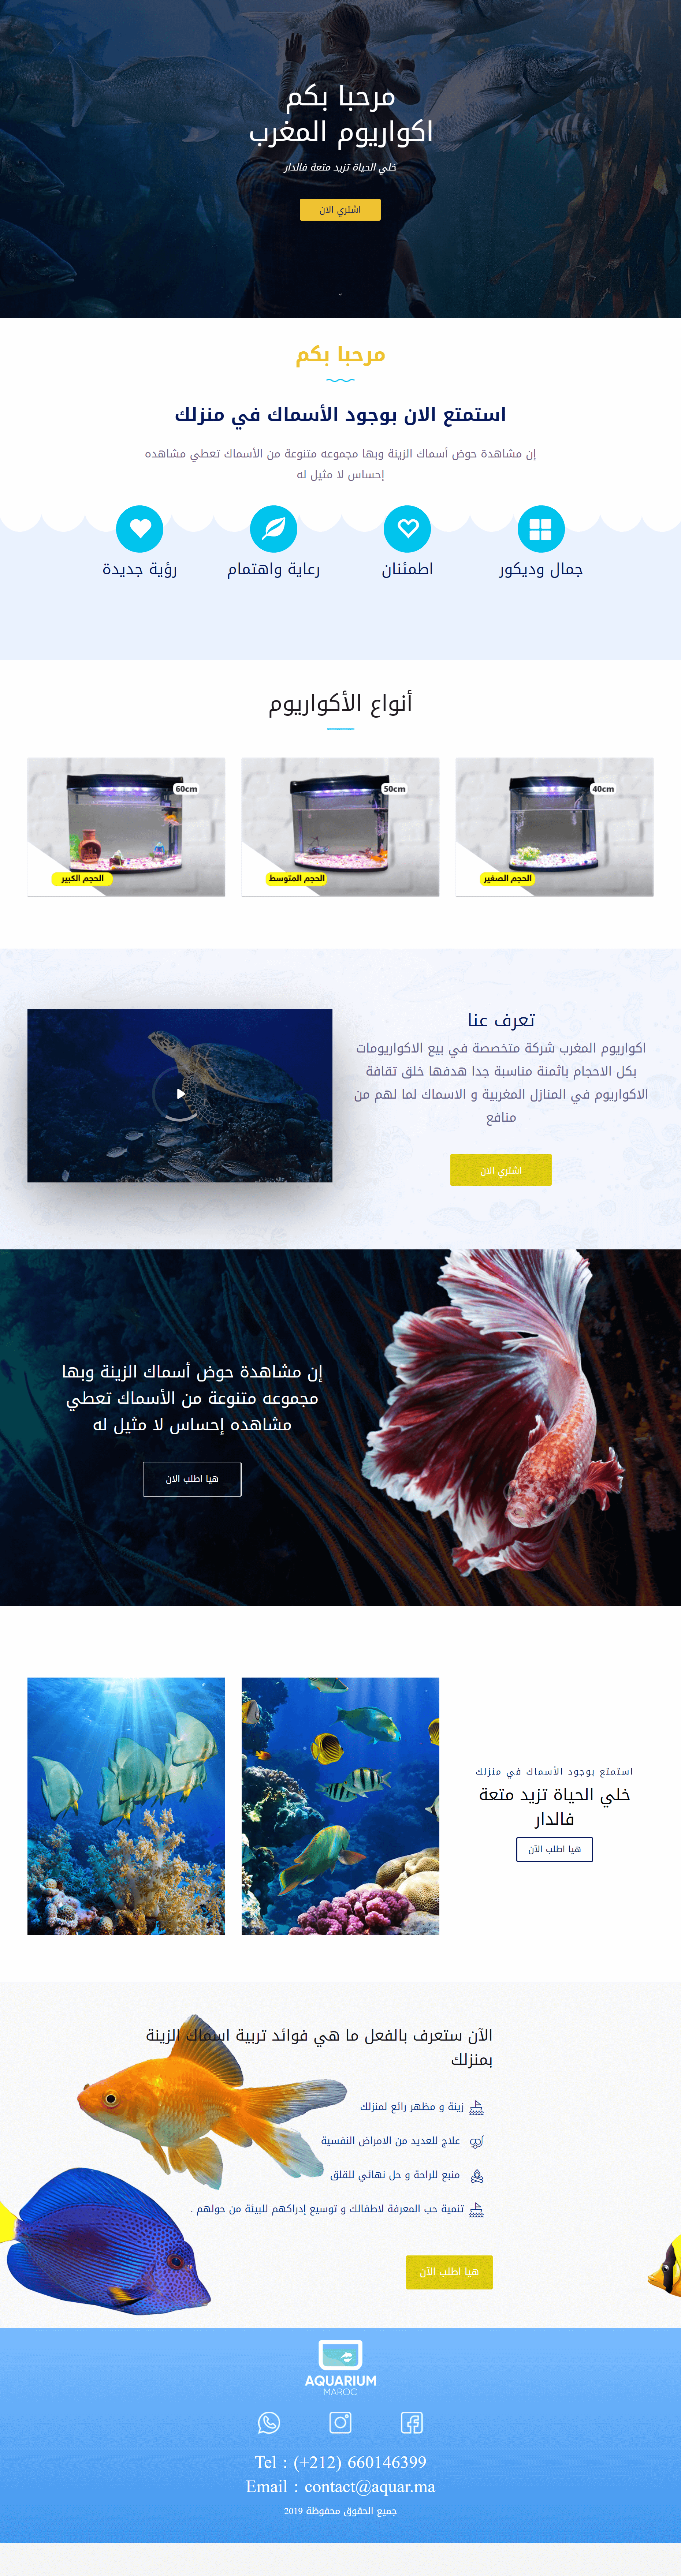 مرحبا بكم
اكواريوم المغرب
خلي الحياة تزيد متعة فالدار
اشتري الان
مرحبا بكم
استمتع الان بوجود الأسماك في منزلك
إن مشاهدة حوض أسماك الزينة وبها مجموعه متنوعة من الأسماك تعطي مشاهده
إحساس لا مثيل له
جمال وديكور
اطمئنان
رعاية واهتمام
رؤية جديدة
أنواع الأكواريوم
40cm
الحجم الصغير
50cm
الحجم المتوسط
60cm
الحجم الكبير
تعرف عنا
اكواريوم المغرب شركة متخصصة في بيع الاكواريومات
بكل الاحجام باثمنة مناسبة جدا هدفها خلق تقافة
الاكواريوم في المنازل المغربية و الاسماك لما لهم من
منافع
اشتري الان
إن مشاهدة حوض أسماك الزينة وبها
مجموعه متنوعة من الأسماك تعطي
مشاهده إحساس لا مثيل له
هيا اطلب الان
استمتع بوجود الأسماك في منزلك
خلي الحياة تزيد متعة
فالدار
هيا اطلب الآن
الآن ستعرف بالفعل ما هي فوائد تربية اسماك الزينة
بمنزلك
زينة و مظهر رائع لمنزلك
علاج للعديد من الامراض النفسية
منبع للراحة و حل نهائي للقلق
تنمية حب المعرفة لاطفالك و توسيع إدراكهم للبيئة من حولهم .
هيا اطلب الآن
AQUARIUM
MAROC
Tel : (+212) 660146399
Email : contact@aquar.ma
جميع الحقوق محفوظة 2019